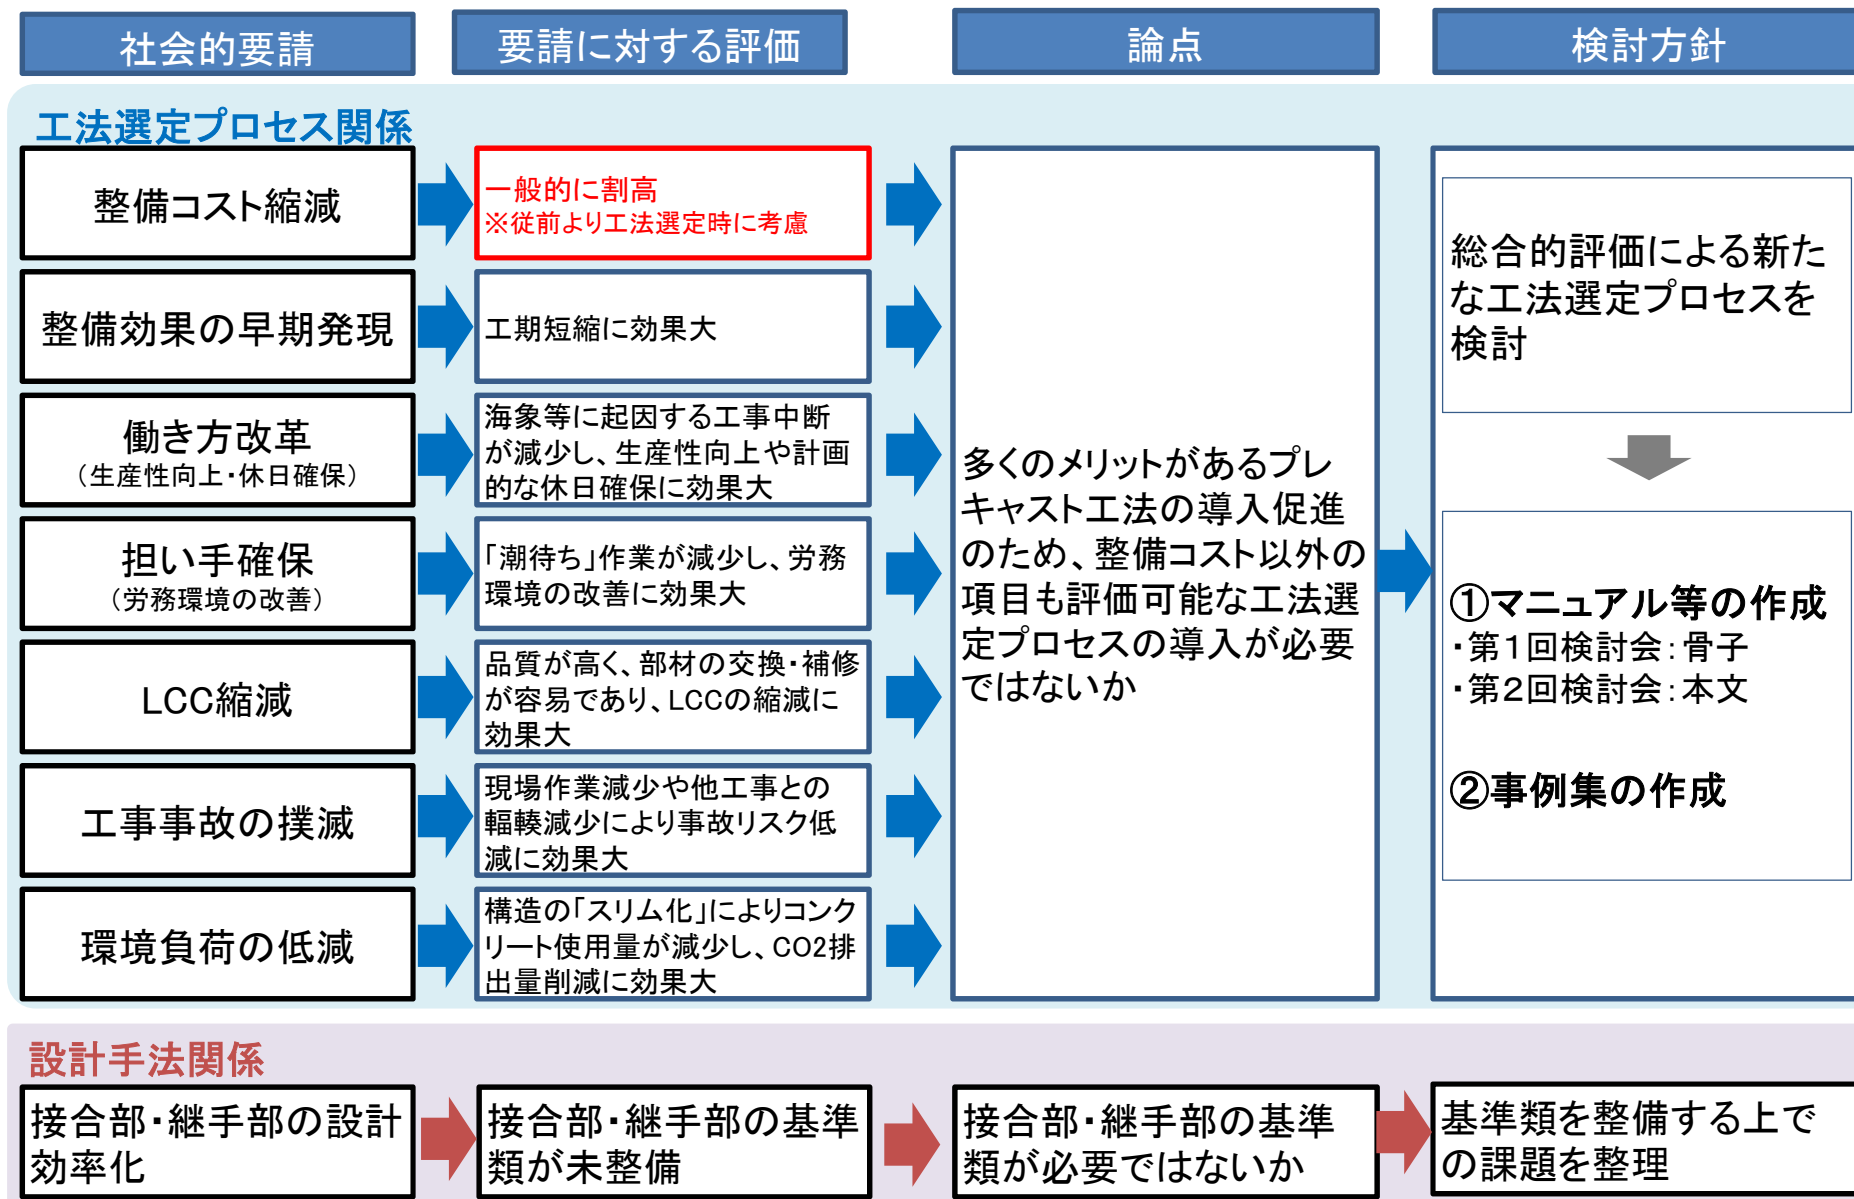 社会的要請
要請に対する評価
論点
検討方針
工法選定プロセス関係
整備コスト縮減
一般的に割高
※従前より工法選定時に考慮
整備効果の早期発現
工期短縮に効果大
働き方改革
（生産性向上・休日確保）
海象等に起因する工事中断
が減少し、生産性向上や計画
的な休日確保に効果大
担い手確保
（労務環境の改善）
「潮待ち」作業が減少し、労務
環境の改善に効果大
LCC縮減
品質が高く、部材の交換・補修
が容易であり、LCCの縮減に
効果大
工事事故の撲滅
現場作業減少や他工事との
輻輳減少により事故リスク低
減に効果大
環境負荷の低減
構造の「スリム化」によりコンク
リート使用量が減少し、CO2排
出量削減に効果大
多くのメリットがあるプレ
キャスト工法の導入促進
のため、整備コスト以外の
項目も評価可能な工法選
定プロセスの導入が必要
ではないか
総合的評価による新た
な工法選定プロセスを
検討
①マニュアル等の作成
・第１回検討会：骨子
・第２回検討会：本文
②事例集の作成
設計手法関係
接合部・継手部の設計
効率化
接合部・継手部の基準
類が未整備
接合部・継手部の基準
類が必要ではないか
基準類を整備する上で
の課題を整理